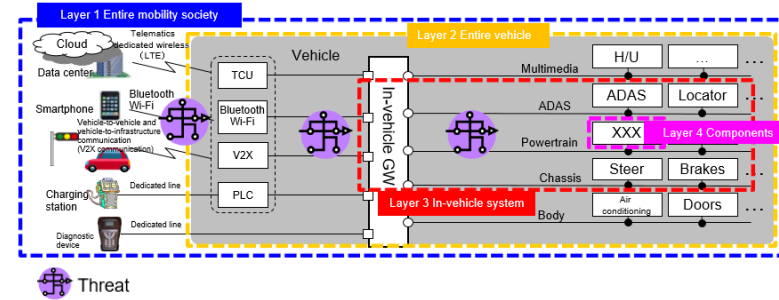 Layer 1 Entire mobility society
Layer 2 Entire vehicle
Cloud
Data center
Telematics
dedicated wireless
(LTE)
Vehicle
TCU
Multimedia
H/U
...
...
Smartphone
Bluetooth
Wi-Fi
Bluetooth
Wi-Fi
In-vehicle GW
ADAS
ADAS
Locator
...
Vehicle-to-vehicle and
vehicle-to-infrastructure
communication
(V2X communication)
V2X
Powertrain
XXX
Layer 4 Components
Charging
station
Dedicated line
PLC
Chassis
Steer
Brakes
...
Layer 3 In-vehicle system
Diagnostic
device
Dedicated line
Body
Air
conditioning
Doors
...
Threat